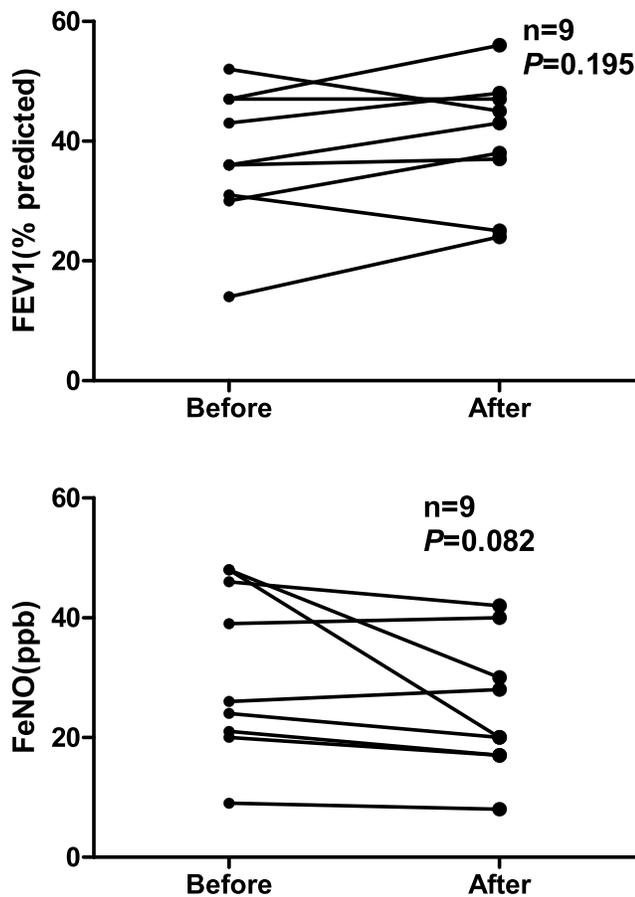 FEV1(% predicted)
60
40
20
0
n=9
P=0.195
Before After
FeNO(ppb)
60
40
20
0
n=9
P=0.082
Before After